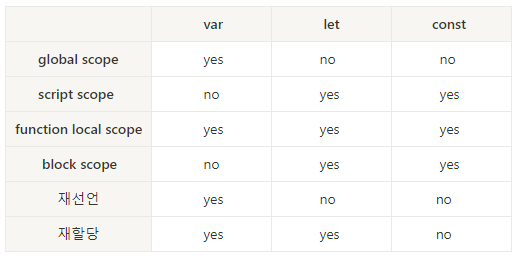 var let const
global scope yes no no
script scope no yes yes
function local scope yes yes yes
block scope no yes yes
재선언 yes no no
재할당 yes yes no